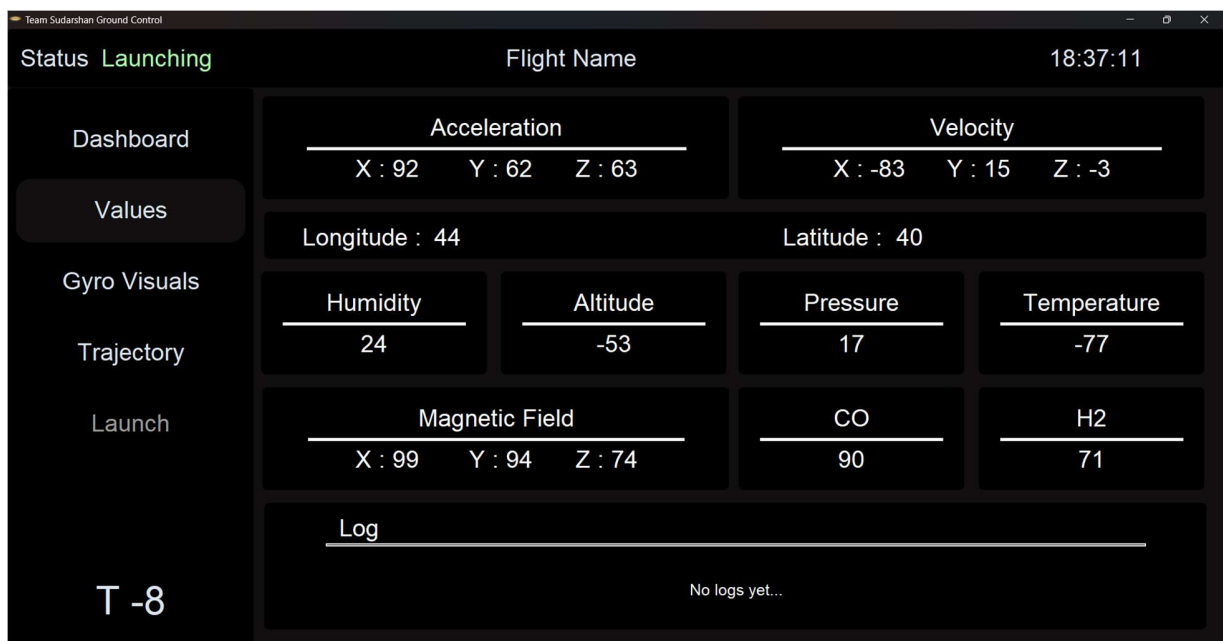 Team Sudarshan Ground Control
Status Launching
Flight Name
18:37:11
Dashboard
Values
Gyro Visuals
Trajectory
Launch
T -8
Acceleration
X : 92 Y : 62 Z : 63
Velocity
X : -83 Y : 15 Z : -3
Longitude : 44
Latitude : 40
Humidity
24
Altitude
-53
Pressure
17
Temperature
-77
Magnetic Field
X : 99 Y : 94 Z : 74
CO
90
H2
71
Log
No logs yet...